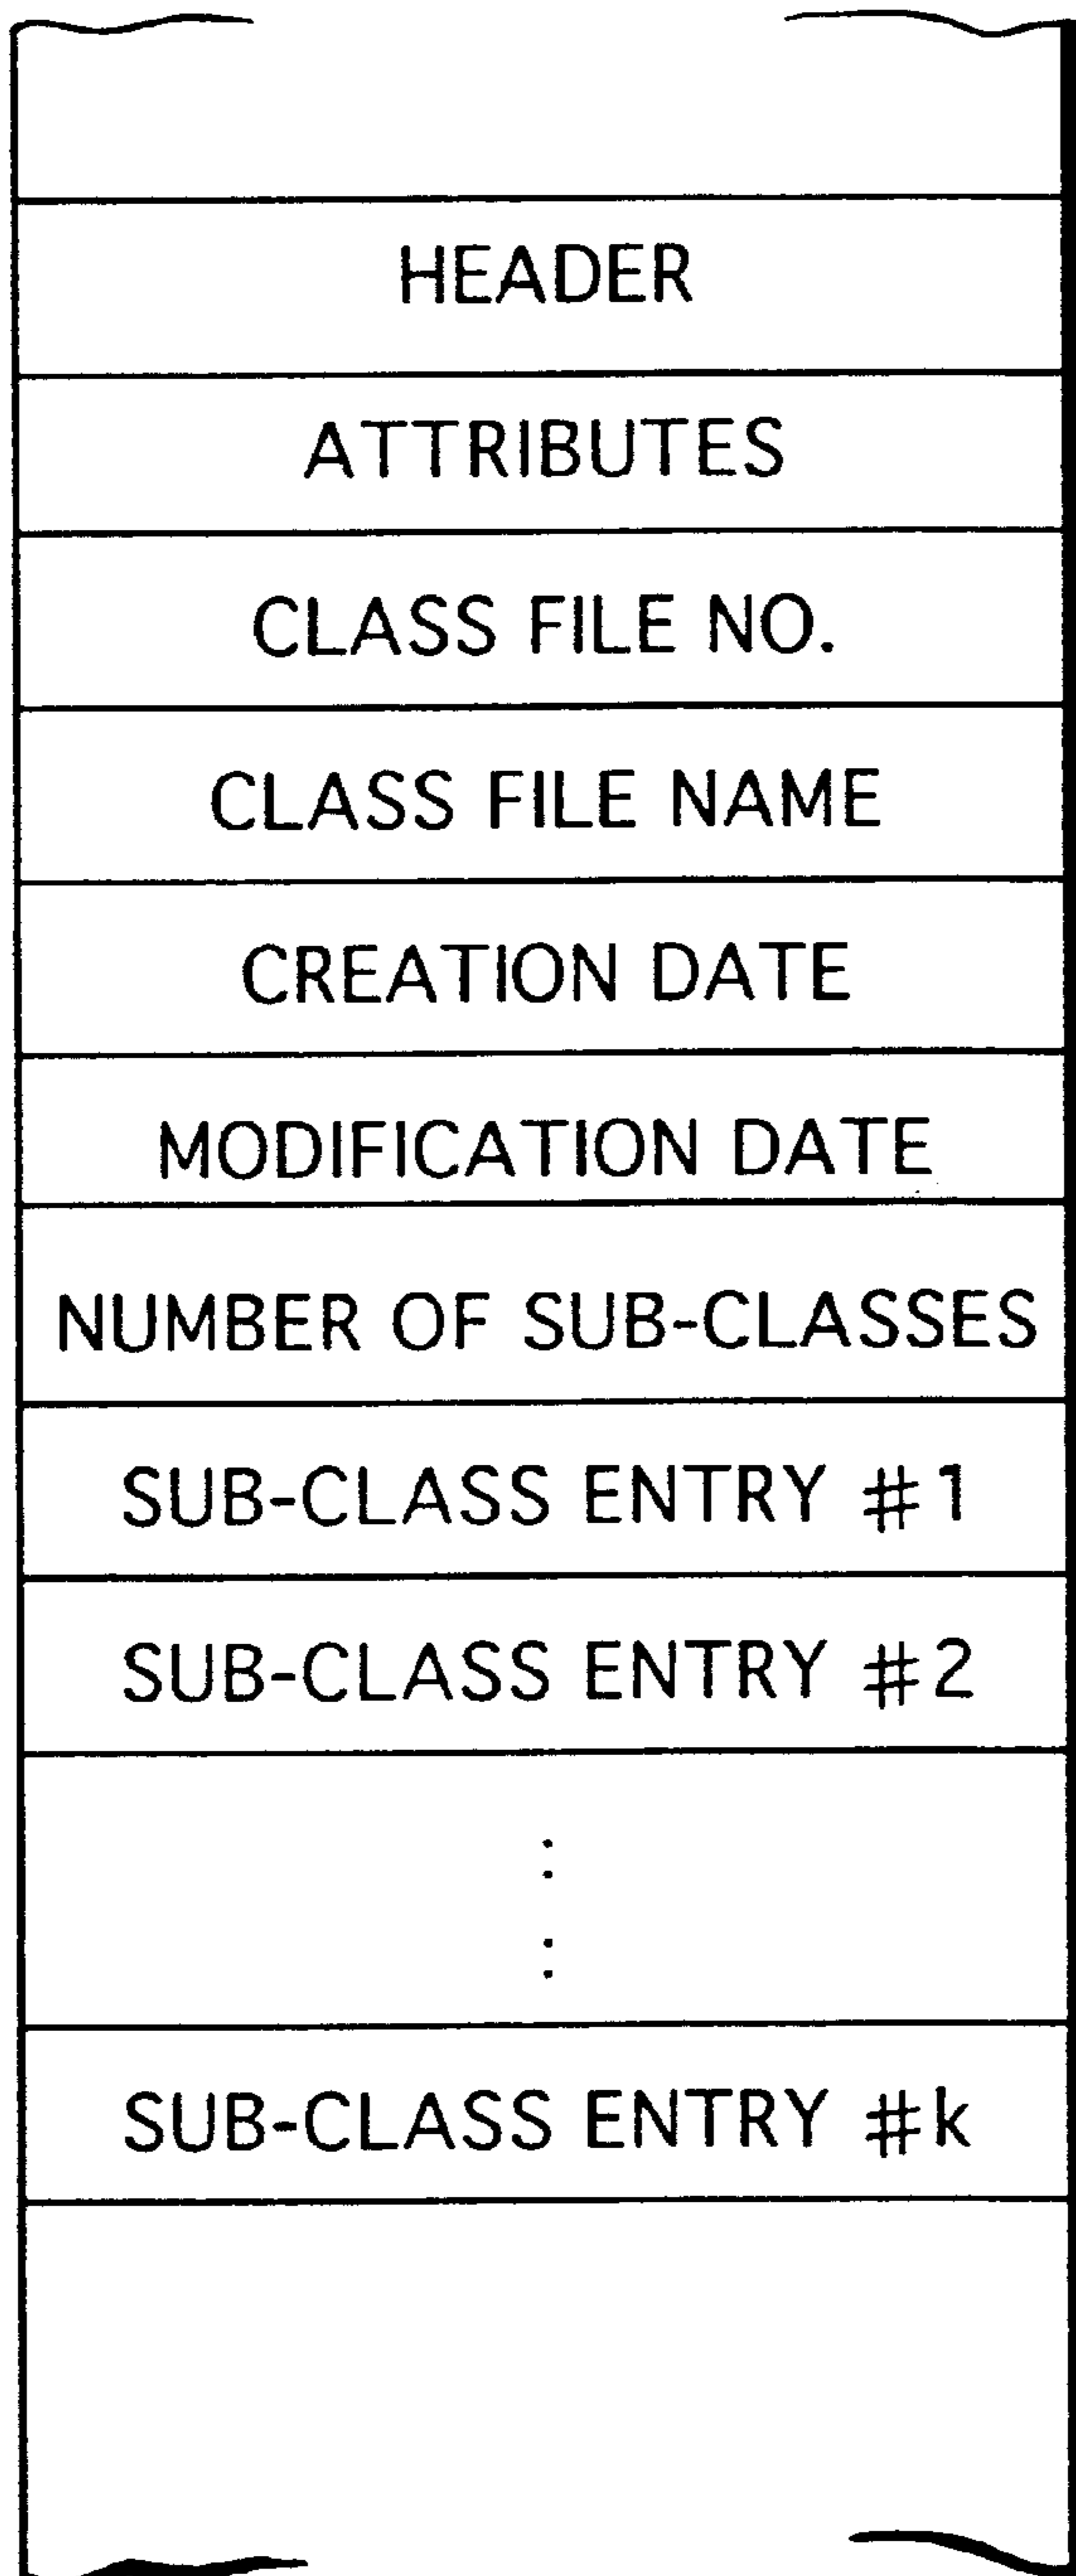 HEADER
ATTRIBUTES
CLASS FILE NO.
CLASS FILE NAME
CREATION DATE
MODIFICATION DATE
NUMBER OF SUB-CLASSES
SUB-CLASS ENTRY #1
SUB-CLASS ENTRY #2
:
:
SUB-CLASS ENTRY #k